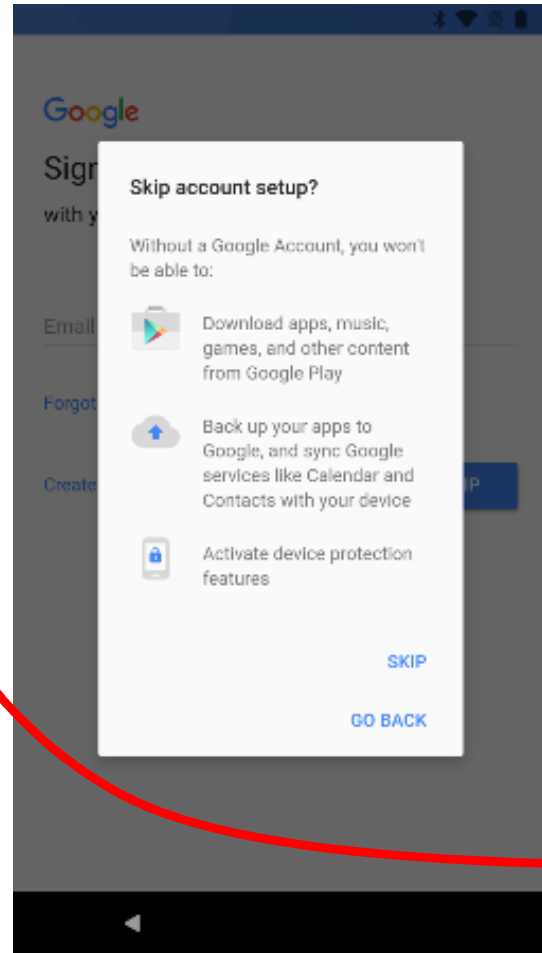 Google
Sign
with y
Skip account setup?
Without a Google Account, you won't
be able to:
Email
Download apps, music,
games, and other content
from Google Play
Forgot
Back up your apps to
Google, and sync Google
services like Calendar and
Contacts with your device
Create
IP
Activate device protection
features
SKIP
GO BACK